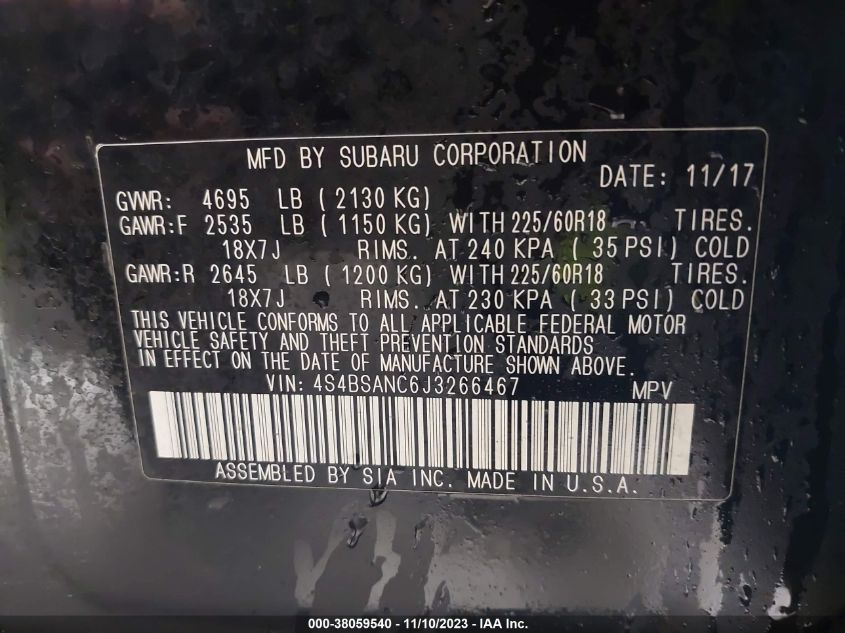 MFD BY SUBARU CORPORATION
DATE: 11/17
GVWR: 4695 LB ( 2130 KG)
GAWR:F 2535 LB ( 1150 KG) WITH 225/60R18 TIRES.
18X7J RIMS. AT 240 KPA ( 35 PSI) COLD
GAWR:R 2645 LB ( 1200 KG) WITH 225/60R18 TIRES.
18X7J RIMS. AT 230 KPA ( 33 PSI) COLD
THIS VEHICLE CONFORMS TO ALL APPLICABLE FEDERAL MOTOR
VEHICLE SAFETY AND THEFT PREVENTION STANDARDS
IN EFFECT ON THE DATE OF MANUFACTURE SHOWN ABOVE.
VIN: 4S4BSANC6J3266467 MPV
ASSEMBLED BY SIA INC. MADE IN U.S.A.
000-38059540 - 11/10/2023 - IAAI Inc.